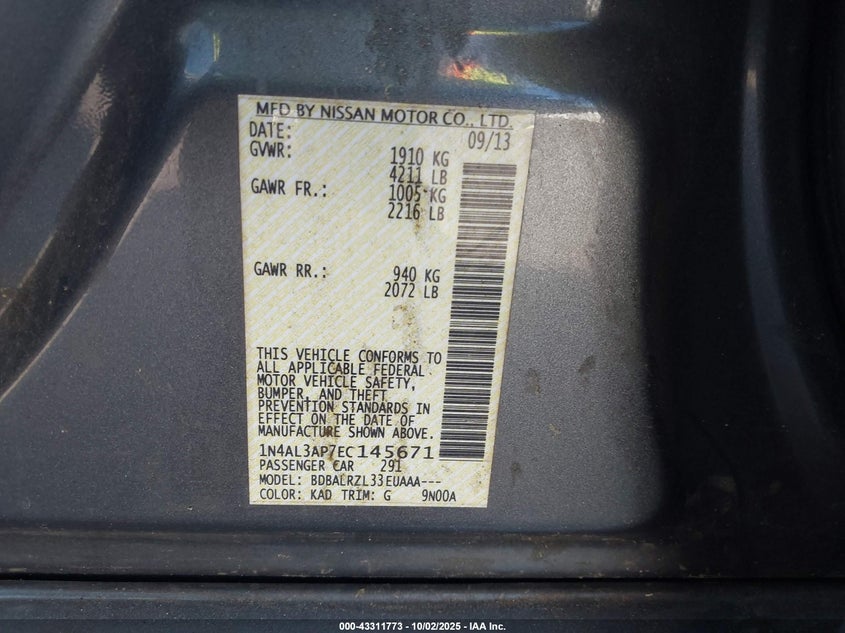 MFD BY NISSAN MOTOR CO., LTD.
DATE: 09/13
GVWR: 1910 KG
4211 LB
GAWR FR.: 1005 KG
2216 LB
GAWR RR.: 940 KG
2072 LB
THIS VEHICLE CONFORMS TO
ALL APPLICABLE FEDERAL
MOTOR VEHICLE SAFETY,
BUMPER, AND THEFT
PREVENTION STANDARDS IN
EFFECT ON THE DATE OF
MANUFACTURE SHOWN ABOVE.
1N4AL3AP7EC145671
PASSENGER CAR 291
MODEL: BDBALRZL33EUAAA---
COLOR: KAD TRIM: G 9N00A
000-43311773 - 10/02/2025 - IAA Inc.